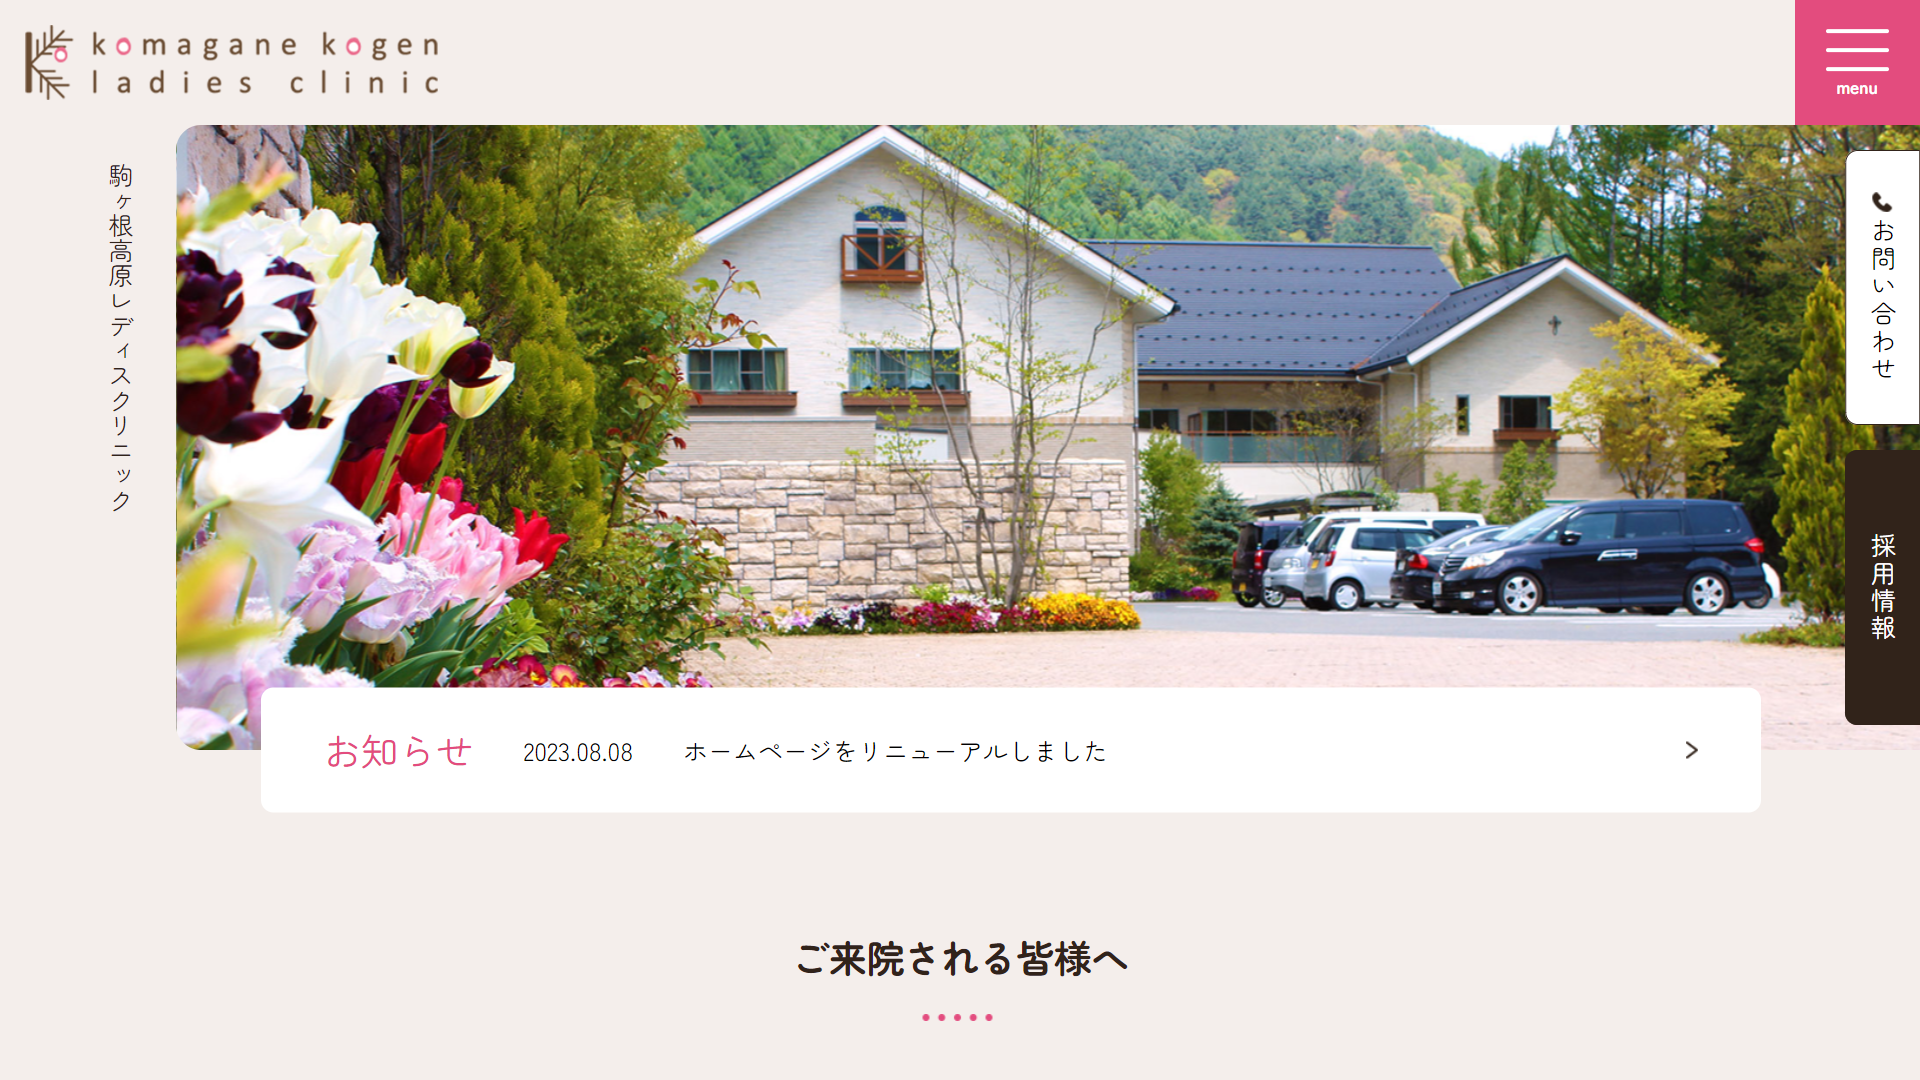 komagane kogen
ladies clinic
menu
駒ヶ根高原レディスクリニック
お問い合わせ
採用情報
お知らせ
2023.08.08
ホームページをリニューアルしました
ご来院される皆様へ